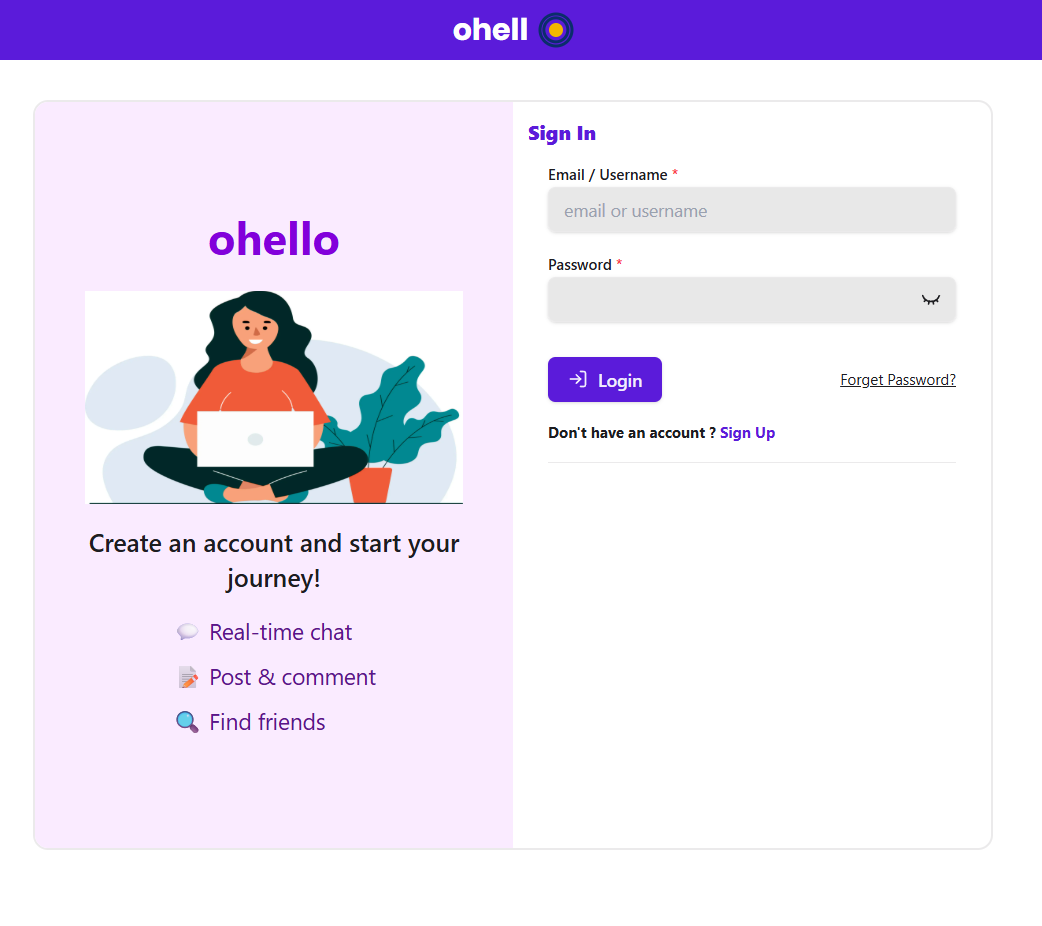 ohell
ohello
Create an account and start your
journey!
💬 Real-time chat
📝 Post & comment
🔍 Find friends
Sign In
Email / Username *
email or username
Password *
Login
Forget Password?
Don't have an account ? Sign Up